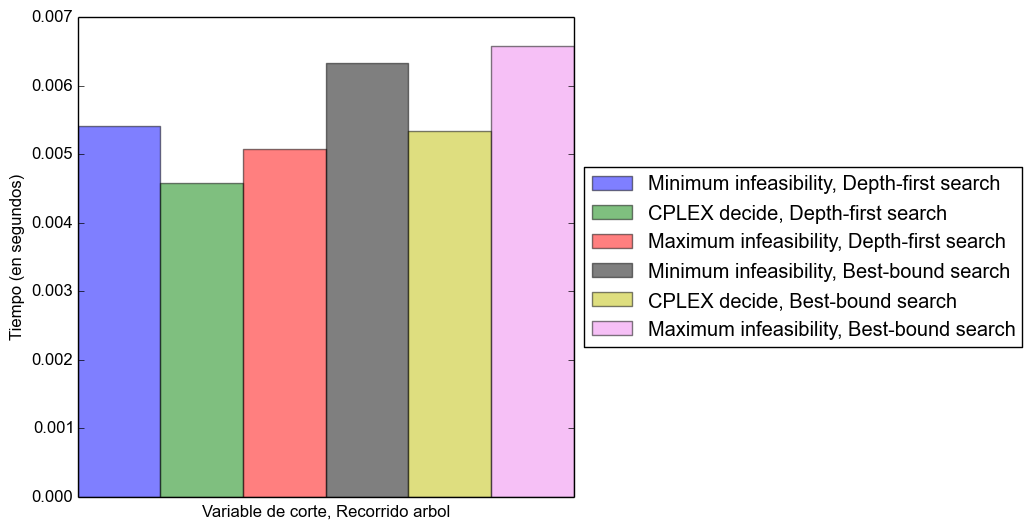 0.007
0.006
0.005
0.004
0.003
0.002
0.001
0.000
Tiempo (en segundos)
Variable de corte, Recorrido arbol
Minimum infeasibility, Depth-first search
CPLEX decide, Depth-first search
Maximum infeasibility, Depth-first search
Minimum infeasibility, Best-bound search
CPLEX decide, Best-bound search
Maximum infeasibility, Best-bound search